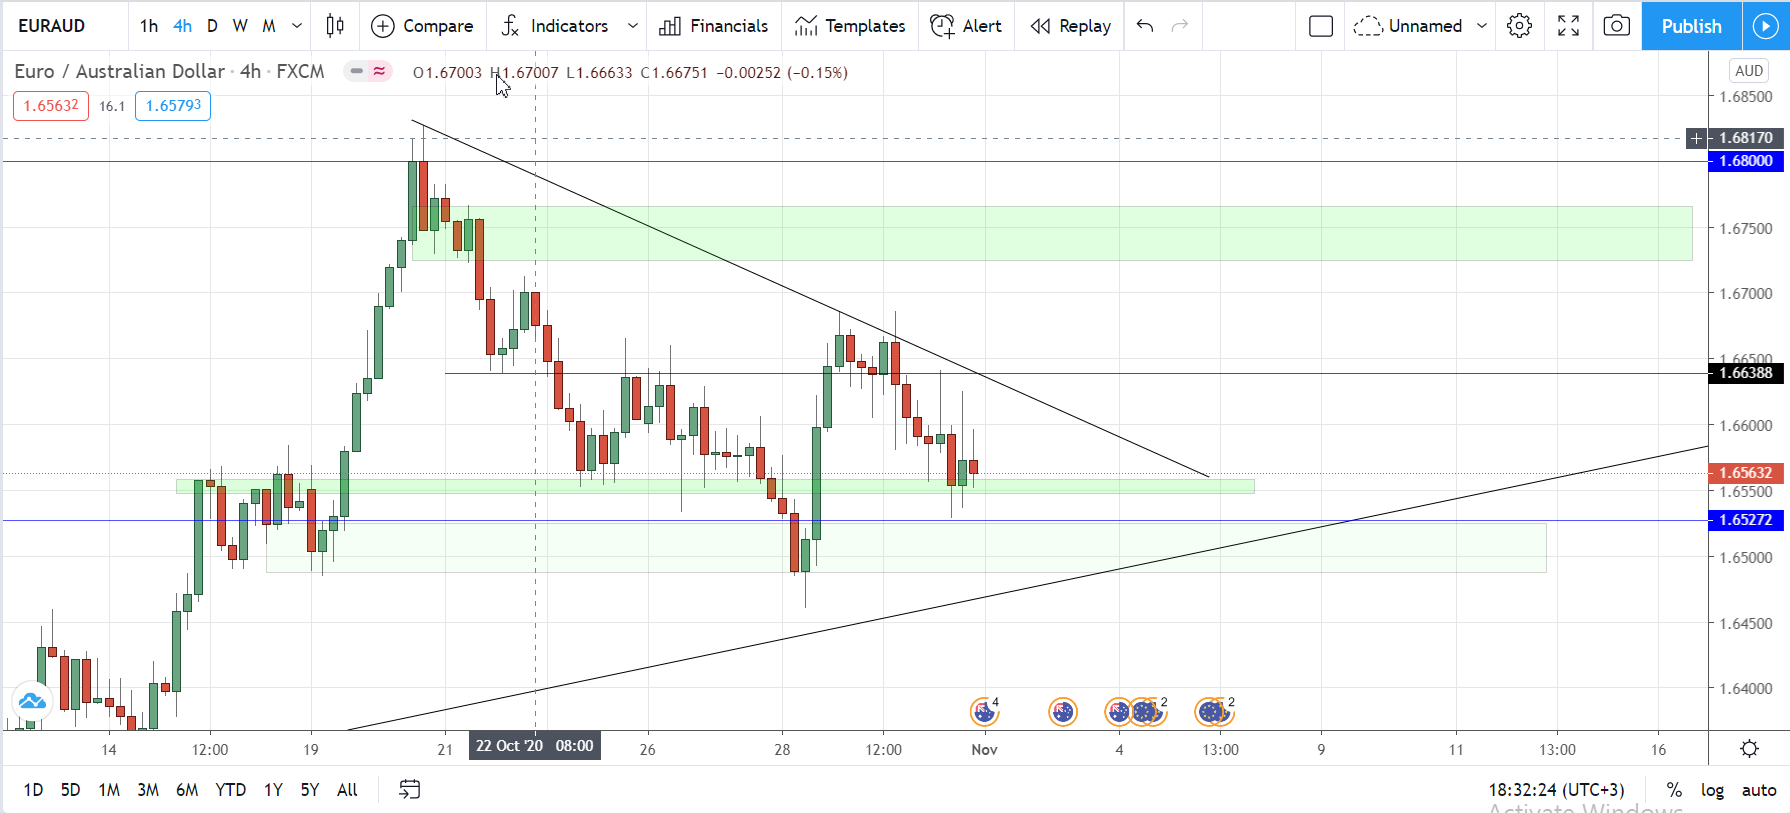 EURAUD 1h 4h D W M Compare Indicators Financials Templates Alert Replay Unnamed Publish
Euro / Australian Dollar · 4h · FXCM O1.67003 H1.67007 L1.66633 C1.66751 −0.00252 (−0.15%) AUD
1.65632 16.1 1.65793
1.68500
1.68170
1.68000
1.67500
1.67000
1.66500
1.66388
1.66000
1.65632
1.65500
1.65272
1.65000
1.64500
1.64000
4 2 2
14 12:00 19 21 22 Oct '20 08:00 26 28 12:00 Nov 4 13:00 9 11 13:00 16
1D 5D 1M 3M 6M YTD 1Y 5Y All 18:32:24 (UTC+3) % log auto
Activate Windows